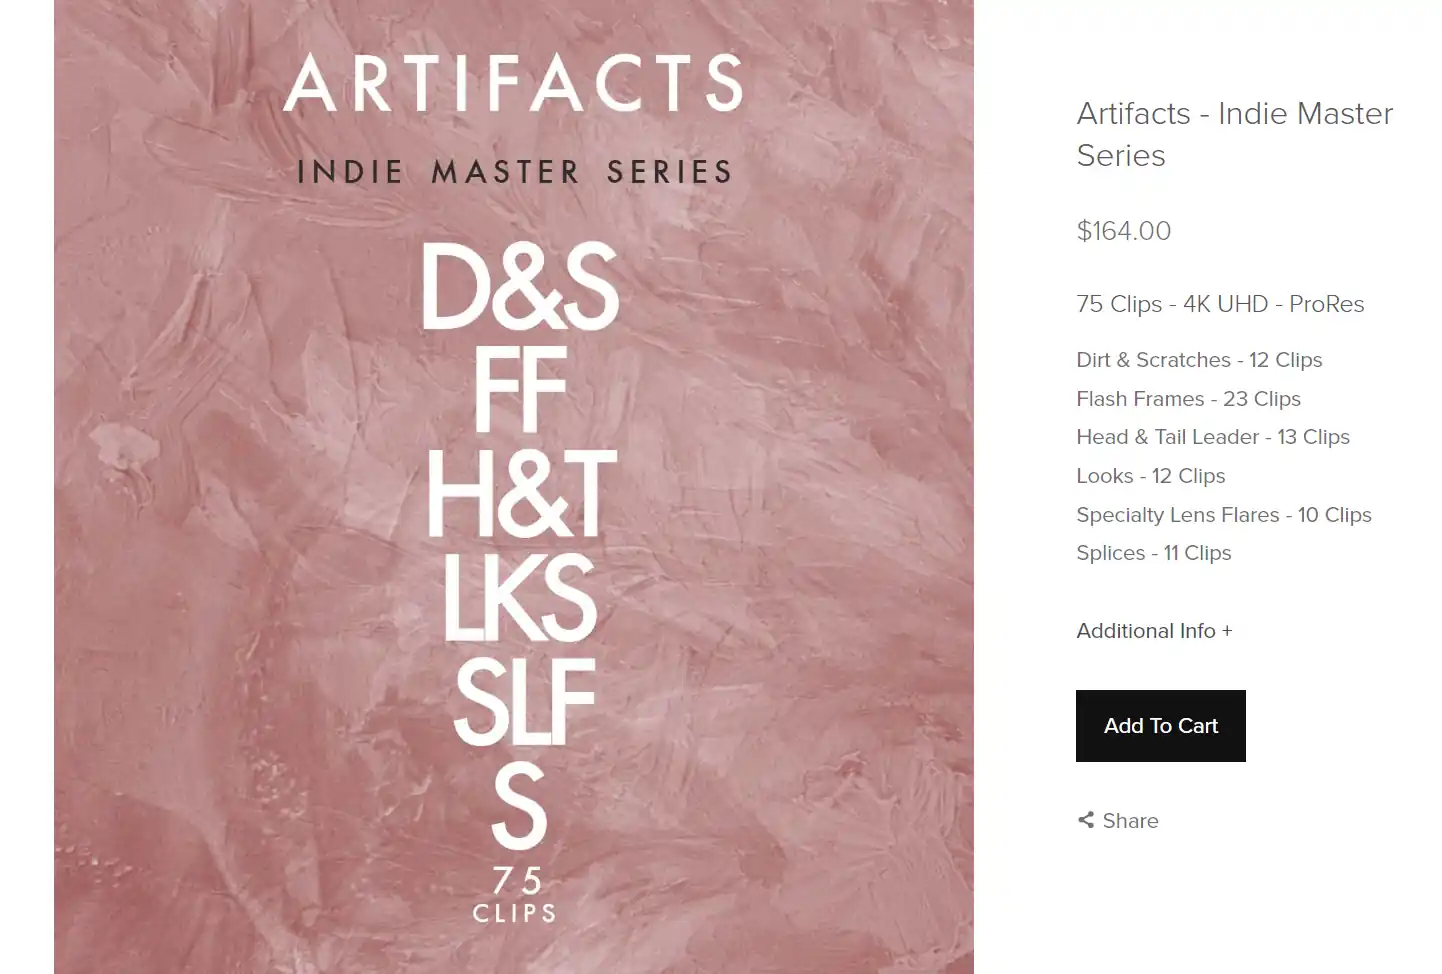 ARTIFACTS
INDIE MASTER SERIES
D&S
FF
H&T
LKS
SLF
S
75
CLIPS
Artifacts - Indie Master
Series
$164.00
75 Clips - 4K UHD - ProRes
Dirt & Scratches - 12 Clips
Flash Frames - 23 Clips
Head & Tail Leader - 13 Clips
Looks - 12 Clips
Specialty Lens Flares - 10 Clips
Splices - 11 Clips
Additional Info +
Add To Cart
Share